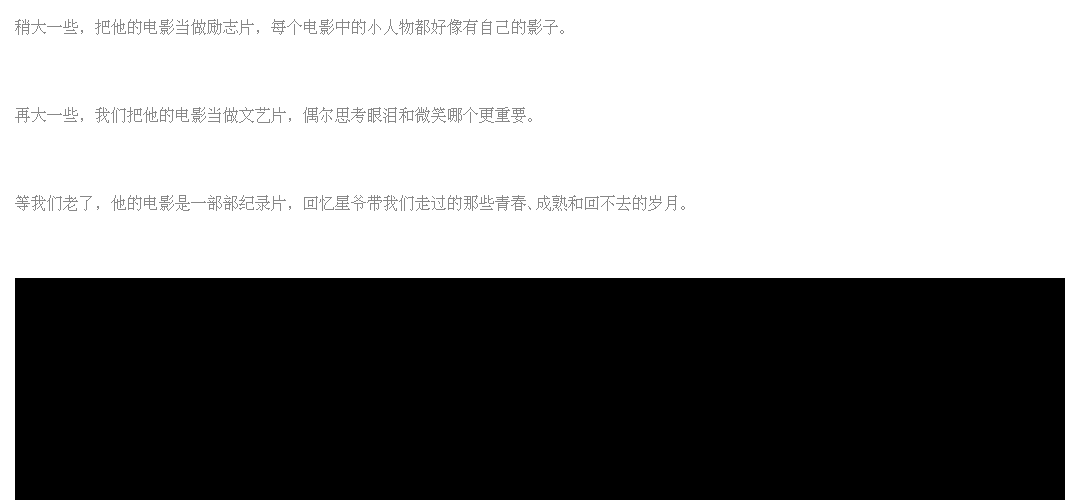 稍大一些，把他的电影当做励志片，每个电影中的小人物都好像有自己的影子。
再大一些，我们把他的电影当做文艺片，偶尔思考眼泪和微笑哪个更重要。
等我们老了，他的电影是一部部纪录片，回忆星爷带我们走过的那些青春、成熟和回不去的岁月。